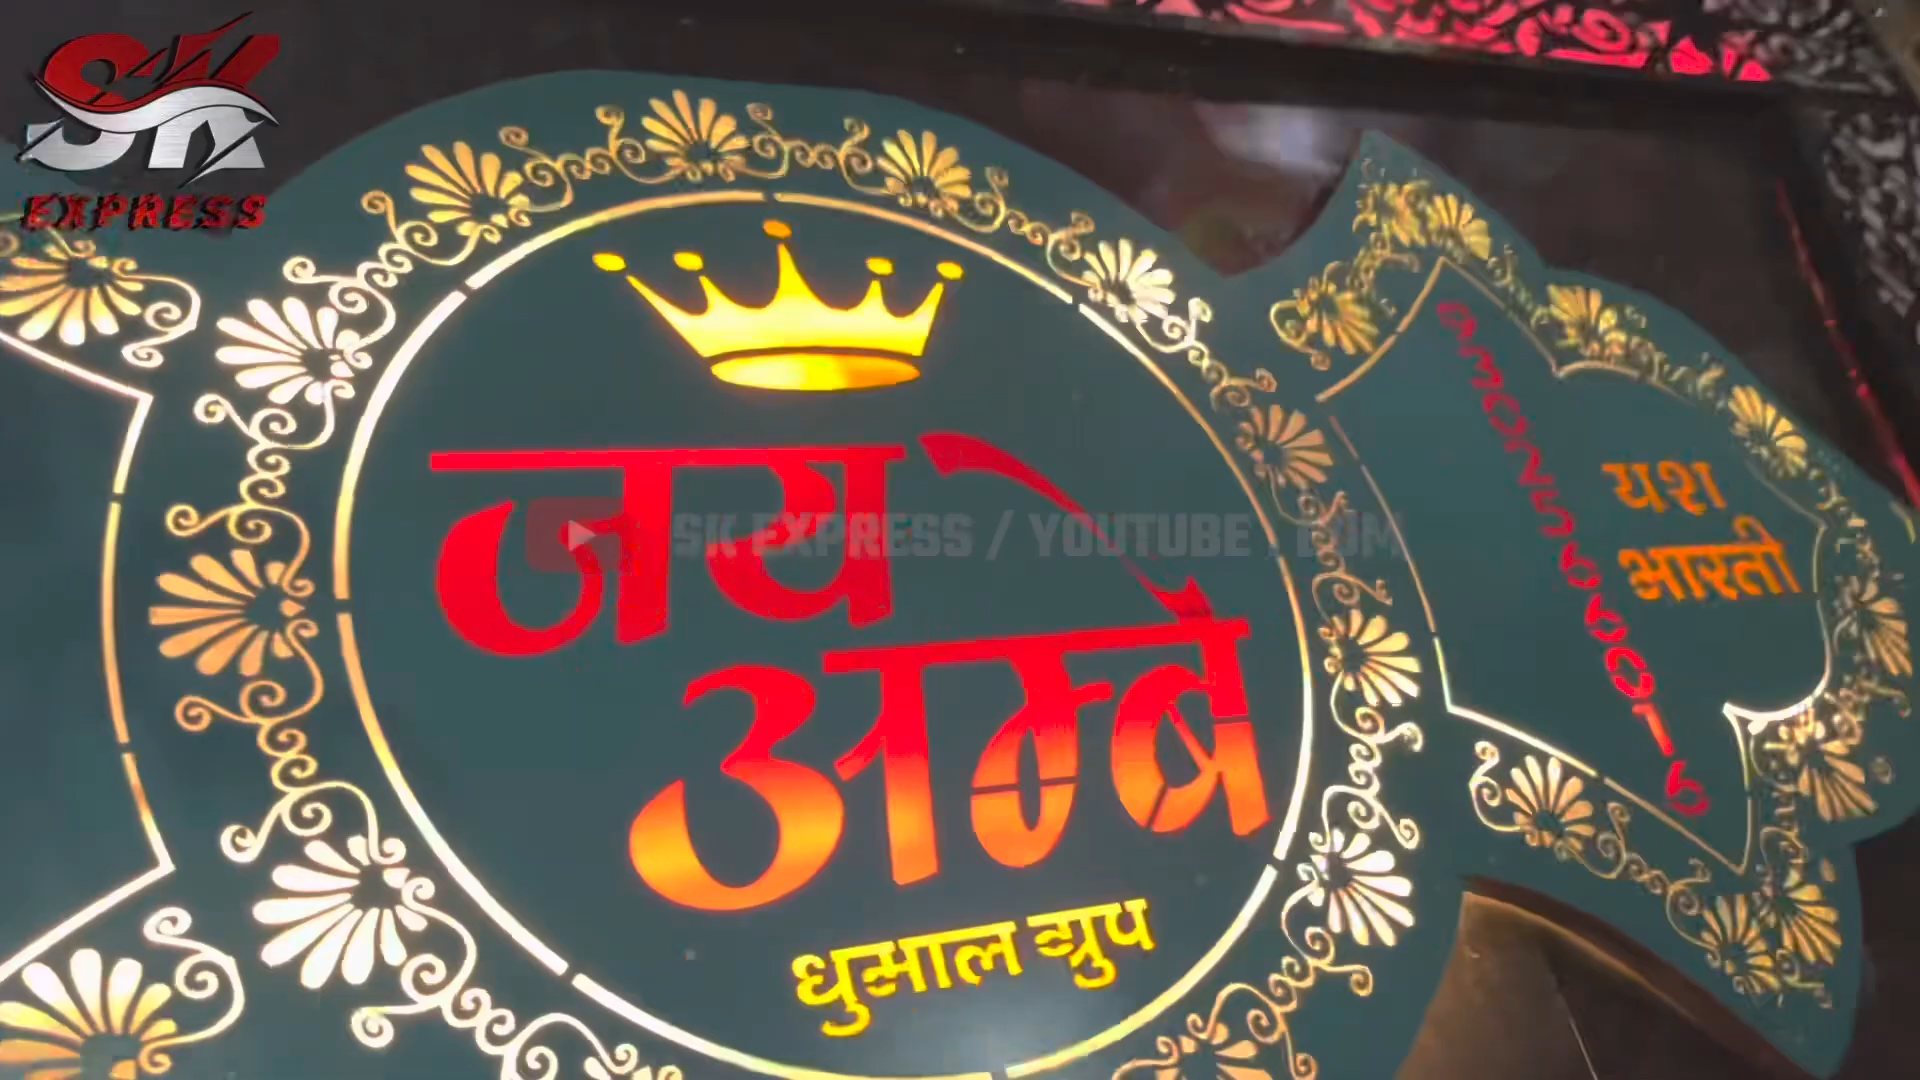 SK
EXPRESS
जय
अम्बे
धुमाल ग्रुप
SK EXPRESS / YOUTUBE . COM
यश
भारती